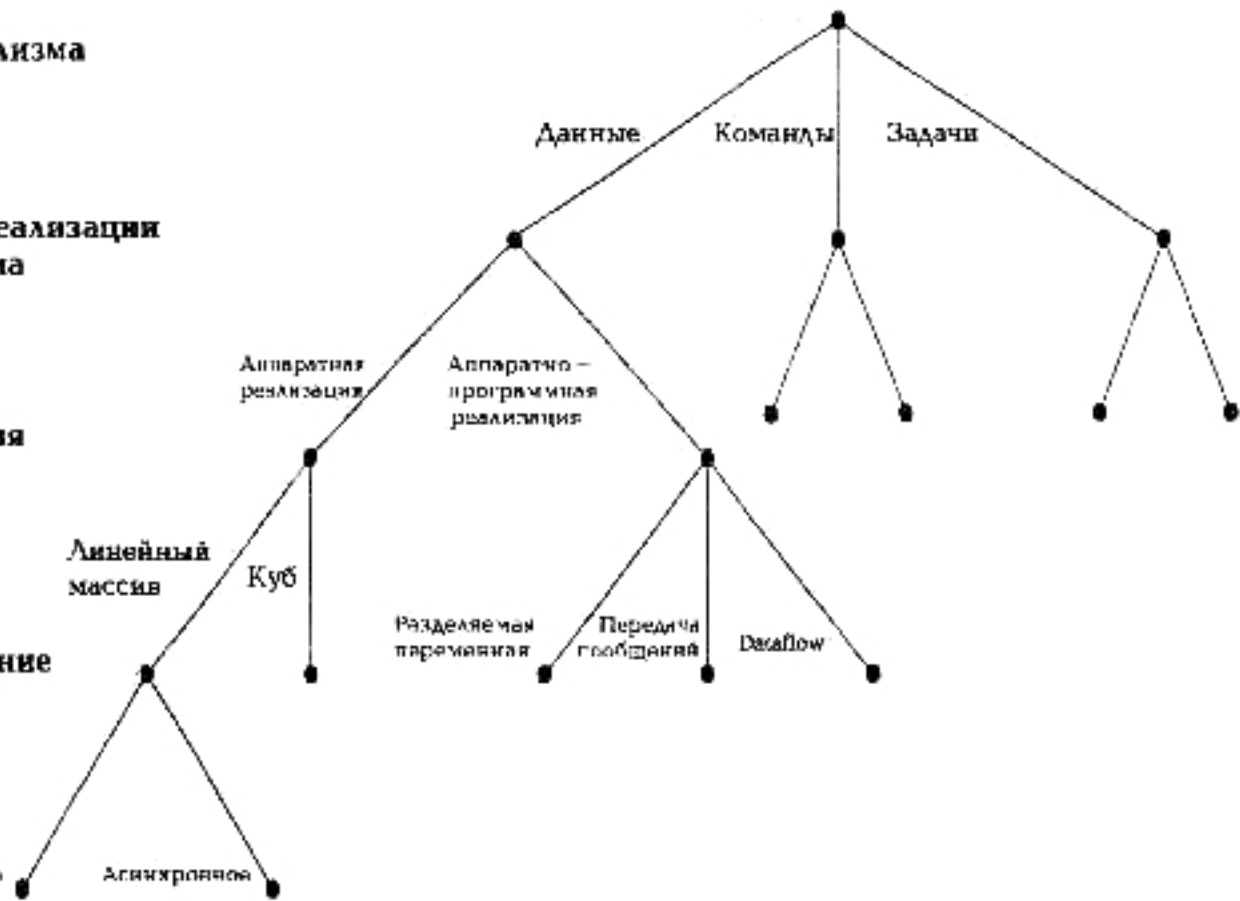 лизма
Данные
Команды
Задачи
еализации
ма
Аппаратная
реализация
Аппаратно –
программная
реализация
ия
Линейный
массив
Куб
Разделяемая
переменная
Передача
сообщений
Dataflow
ние
Асинхронное